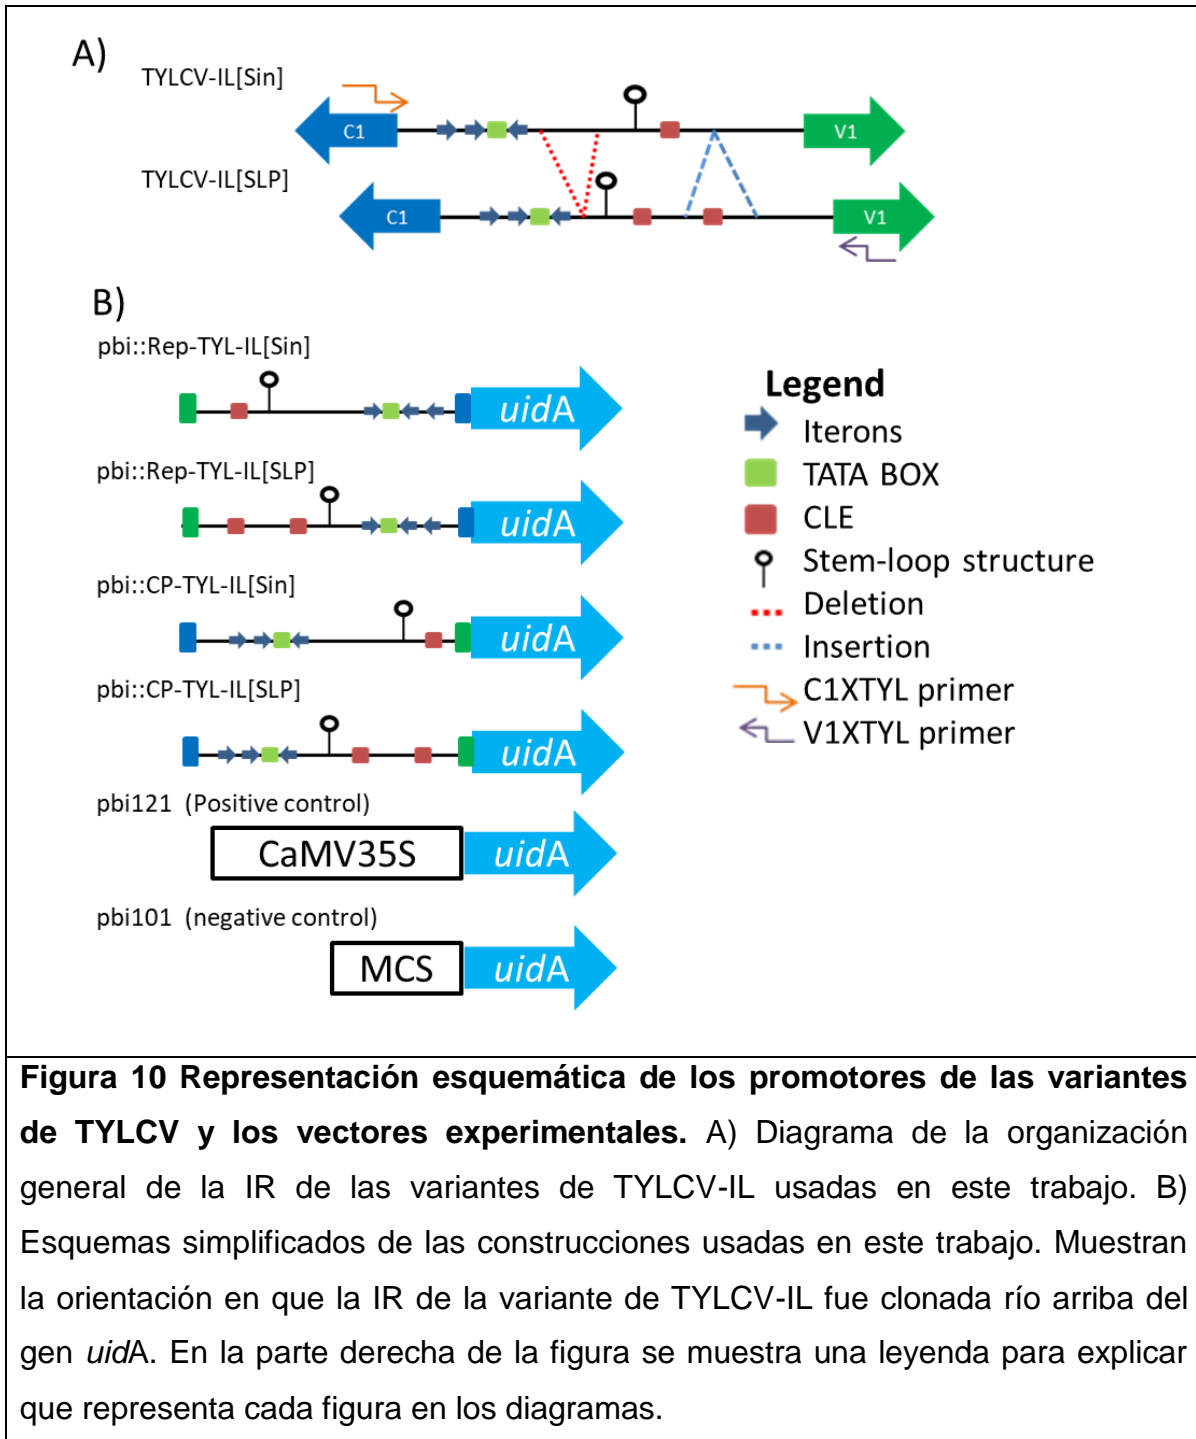 A)
TYLCV-IL[Sin]
C1
V1
TYLCV-IL[SLP]
C1
V1
B)
pbi::Rep-TYL-IL[Sin]
uidA
pbi::Rep-TYL-IL[SLP]
uidA
pbi::CP-TYL-IL[Sin]
uidA
pbi::CP-TYL-IL[SLP]
uidA
pbi121 (Positive control)
CaMV35S
uidA
pbi101 (negative control)
MCS
uidA
Legend
Iterons
TATA BOX
CLE
Stem-loop structure
Deletion
Insertion
C1XTYL primer
V1XTYL primer
Figura 10 Representación esquemática de los promotores de las variantes
de TYLCV y los vectores experimentales. A) Diagrama de la organización
general de la IR de las variantes de TYLCV-IL usadas en este trabajo. B)
Esquemas simplificados de las construcciones usadas en este trabajo. Muestran
la orientación en que la IR de la variante de TYLCV-IL fue clonada río arriba del
gen uidA. En la parte derecha de la figura se muestra una leyenda para explicar
que representa cada figura en los diagramas.